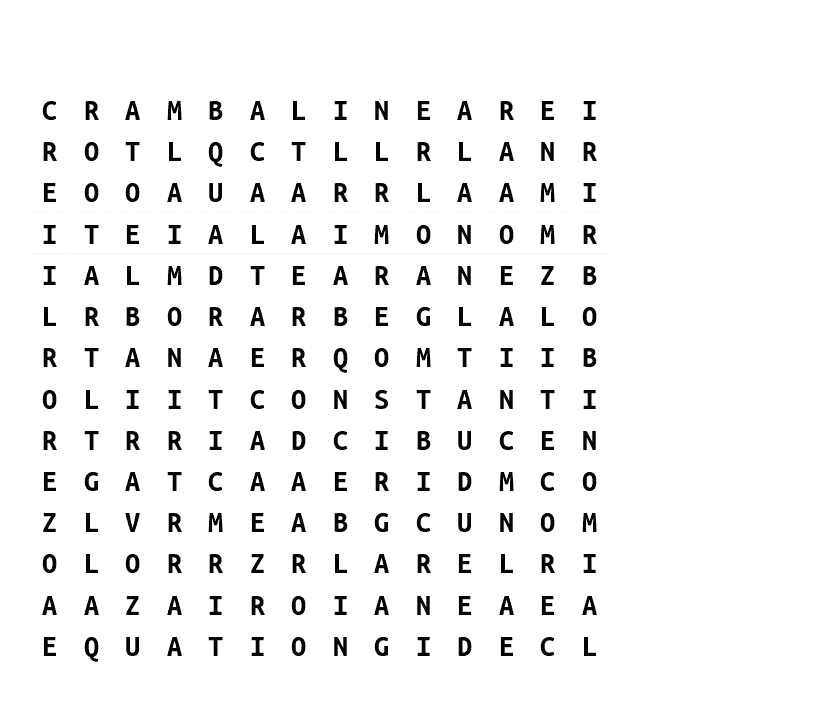 C R A M B A L I N E A R E I
R O T L Q C T L L R L A N R
E O O A U A A R R L A A M I
I T E I A L A I M O N O M R
I A L M D T E A R A N E Z B
L R B O R A R B E G L A L O
R T A N A E R Q O M T I I B
O L I I T C O N S T A N T I
R T R R I A D C I B U C E N
E G A T C A A E R I D M C O
Z L V R M E A B G C U N O M
O L O R R Z R L A R E L R I
A A Z A I R O I A N E A E A
E Q U A T I O N G I D E C L